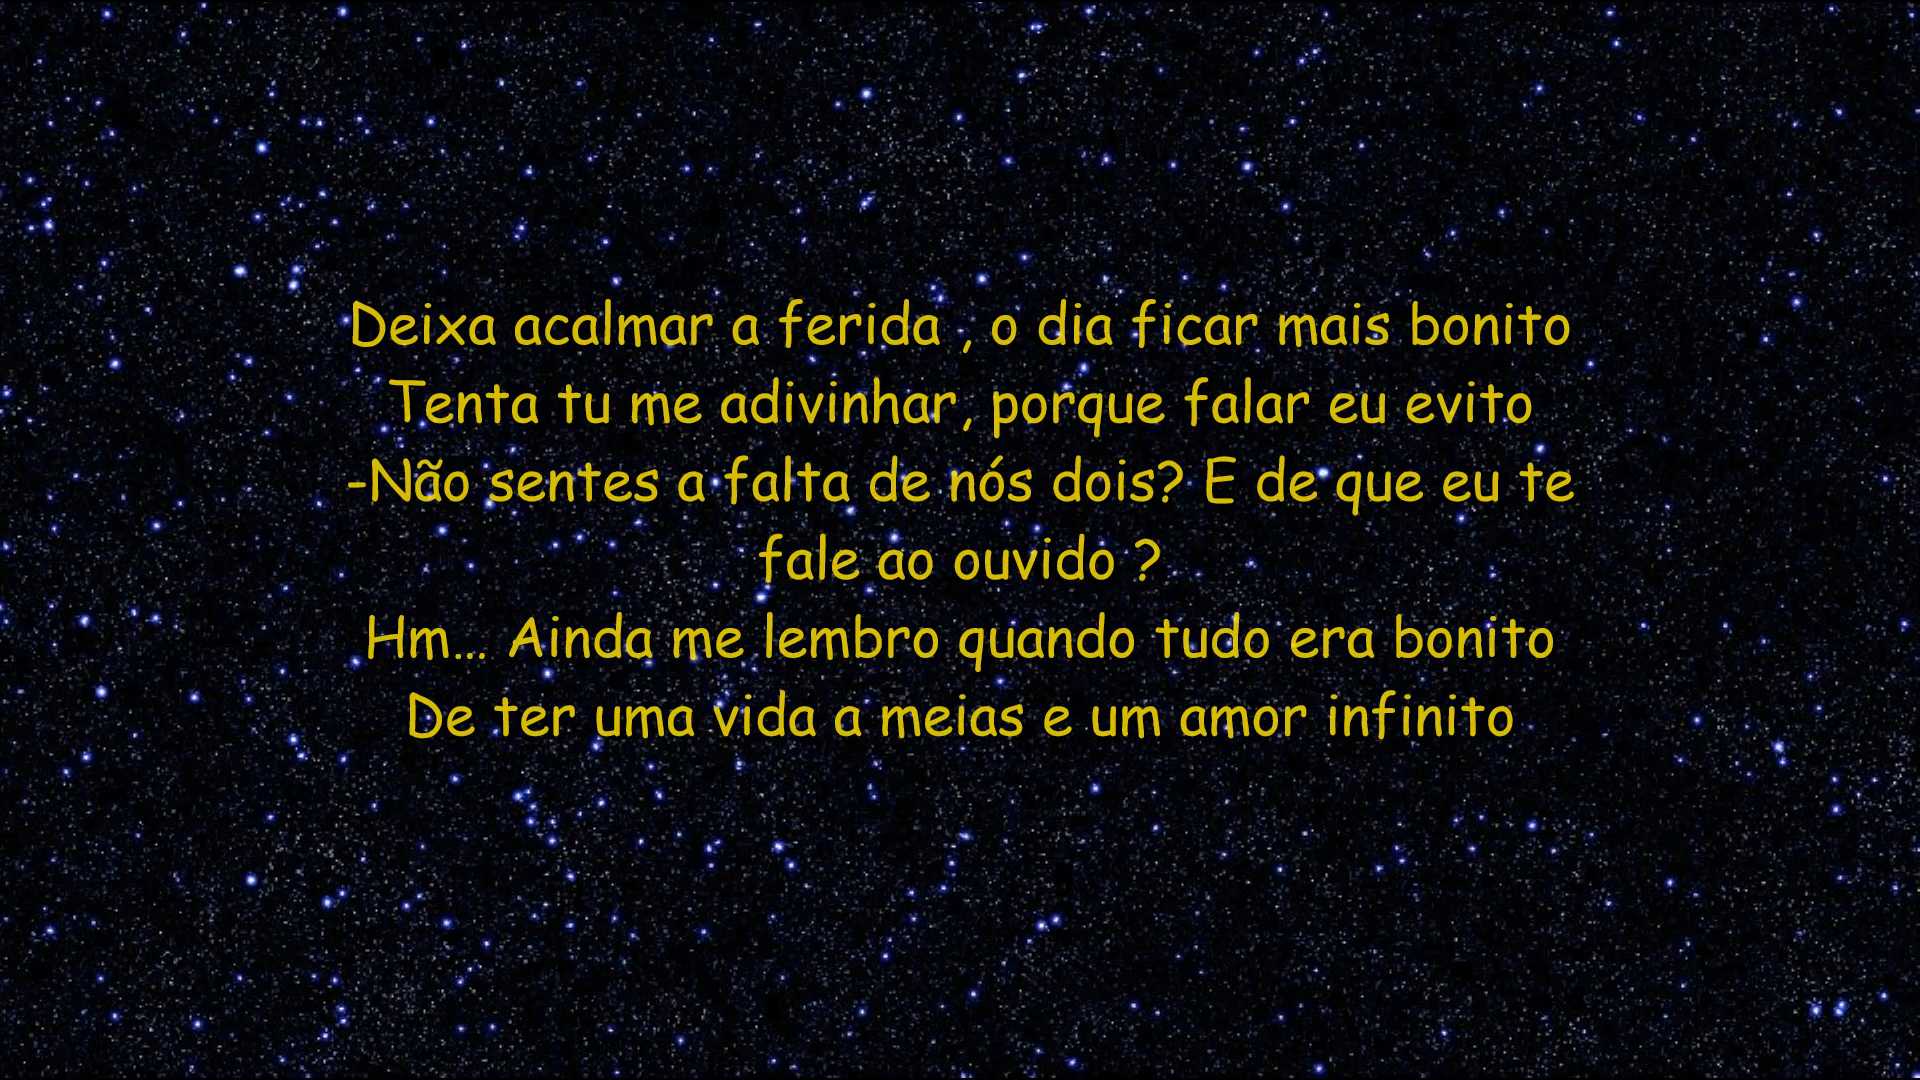 Deixa acalmar a ferida , o dia ficar mais bonito
Tenta tu me adivinhar, porque falar eu evito
-Não sentes a falta de nós dois? E de que eu te
fale ao ouvido ?
Hm... Ainda me lembro quando tudo era bonito
De ter uma vida a meias e um amor infinito